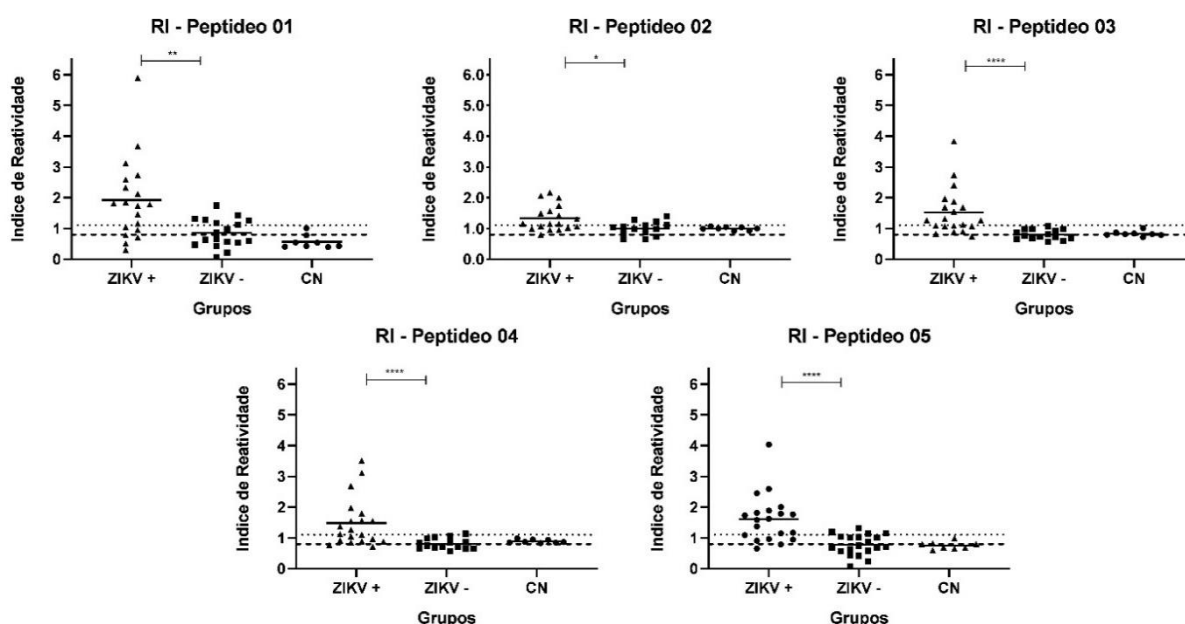 RI - Peptideo 01
**
Indice de Reatividade
6
5
4
3
2
1
0
ZIKV +
ZIKV -
CN
Grupos
RI - Peptideo 02
*
Indice de Reatividade
6
5.0
4.0
3.0
2.0
1.0
0.0
ZIKV +
ZIKV -
CN
Grupos
RI - Peptideo 03
****
Indice de Reatividade
6
5
4
3
2
1
0
ZIKV +
ZIKV -
CN
Grupos
RI - Peptideo 04
****
Indice de Reatividade
6
5
4
3
2
1
0
ZIKV +
ZIKV -
CN
Grupos
RI - Peptideo 05
****
Indice de Reatividade
6
5
4
3
2
1
0
ZIKV +
ZIKV -
CN
Grupos